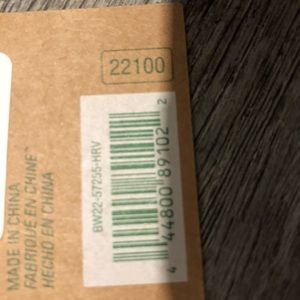 22100
MADE IN CHINA
FABRIQUÉ EN CHINE
HECHO EN CHINA
BW22-57255-HRV
4 44800 89102 2